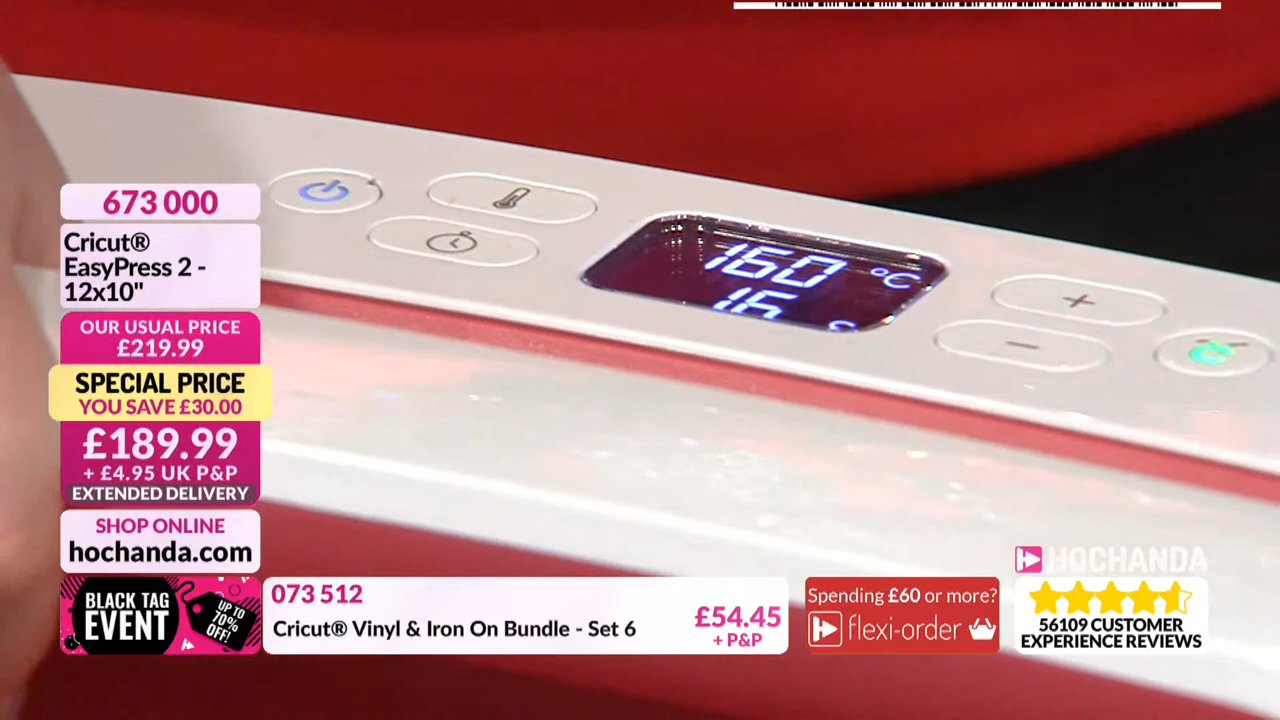 673 000
Cricut®
EasyPress 2 -
12x10"
OUR USUAL PRICE
£219.99
SPECIAL PRICE
YOU SAVE £30.00
£189.99
+ £4.95 UK P&P
EXTENDED DELIVERY
SHOP ONLINE
hochanda.com
BLACK TAG
EVENT
UP TO
70%
OFF!
073 512
Cricut® Vinyl & Iron On Bundle - Set 6
£54.45
+ P&P
Spending £60 or more?
flexi-order
HOCHANDA
56109 CUSTOMER
EXPERIENCE REVIEWS
160 °C
16 S
+
-